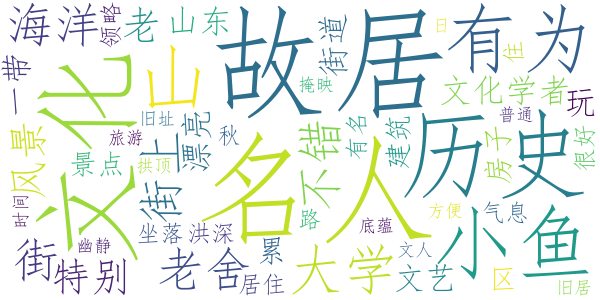 海洋
领略
老
山东
街道
故居
有为
一带
文化
山
掩映
日
住
文化学者
玩
风景
旧址
旅游
漂亮
秋
街上
不错
有名
建筑
历史
房子
普通
很好
景点
拱顶
名人
小鱼
时间
幽静
坐落
洪深
路
底蕴
方便
气息
街
特别
老舍
累
居住
大学
文人
文艺
区
旧居